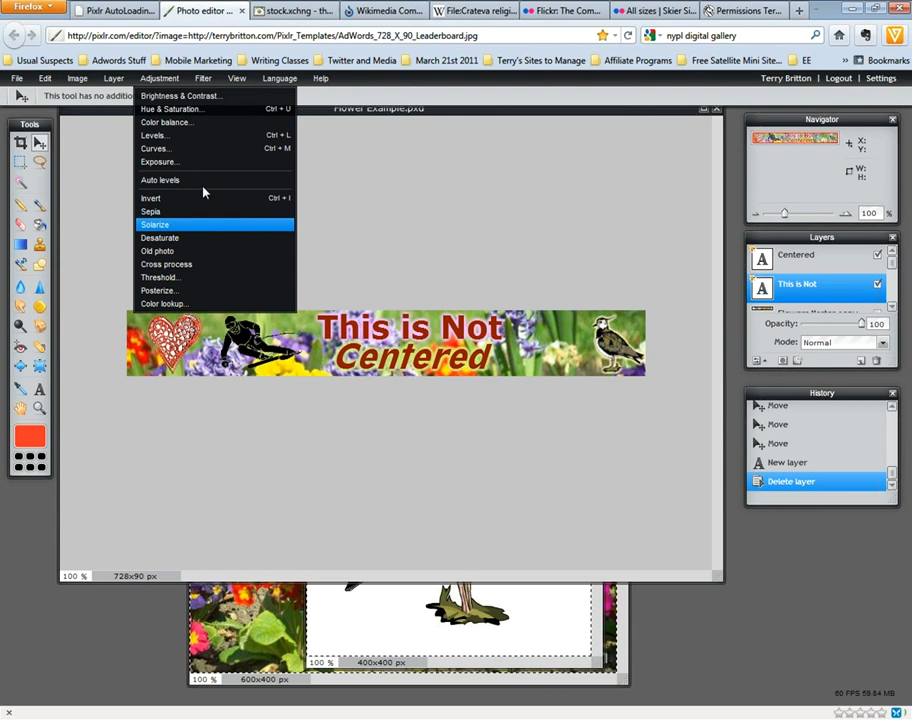 Firefox
Pixlr AutoLoadin...
Photo editor ...
stock.xchng - th...
Wikimedia Com...
File:Crateva religi...
Flickr: The Com...
All sizes | Skier Si...
Permissions Ter...
http://pixlr.com/editor/?image=http://terrybritton.com/Pixlr_Templates/AdWords_728_X_90_Leaderboard.jpg
nypl digital gallery
Usual Suspects
Adwords Stuff
Mobile Marketing
Writing Classes
Twitter and Media
March 21st 2011
Terry's Sites to Manage
Affiliate Programs
Free Satellite Mini Site...
EE
File Edit Image Layer Adjustment Filter View Language Help
Terry Britton Logout Settings
This tool has no additio
Brightness & Contrast...
Hue & Saturation... Ctrl + U
Color balance...
Levels... Ctrl + L
Curves... Ctrl + M
Exposure...
Auto levels
Invert Ctrl + I
Sepia
Solarize
Desaturate
Old photo
Cross process
Threshold...
Posterize...
Color lookup...
Flower Example.pxd
Tools
This is Not
Centered
100 % 728x90 px
100 % 400x400 px
100 % 600x400 px
Navigator
X:
Y:
W:
H:
100 %
Layers
A Centered
A This is Not
Opacity: 100
Mode: Normal
History
Move
Move
Move
A New layer
Delete layer
60 FPS 59.84 MB